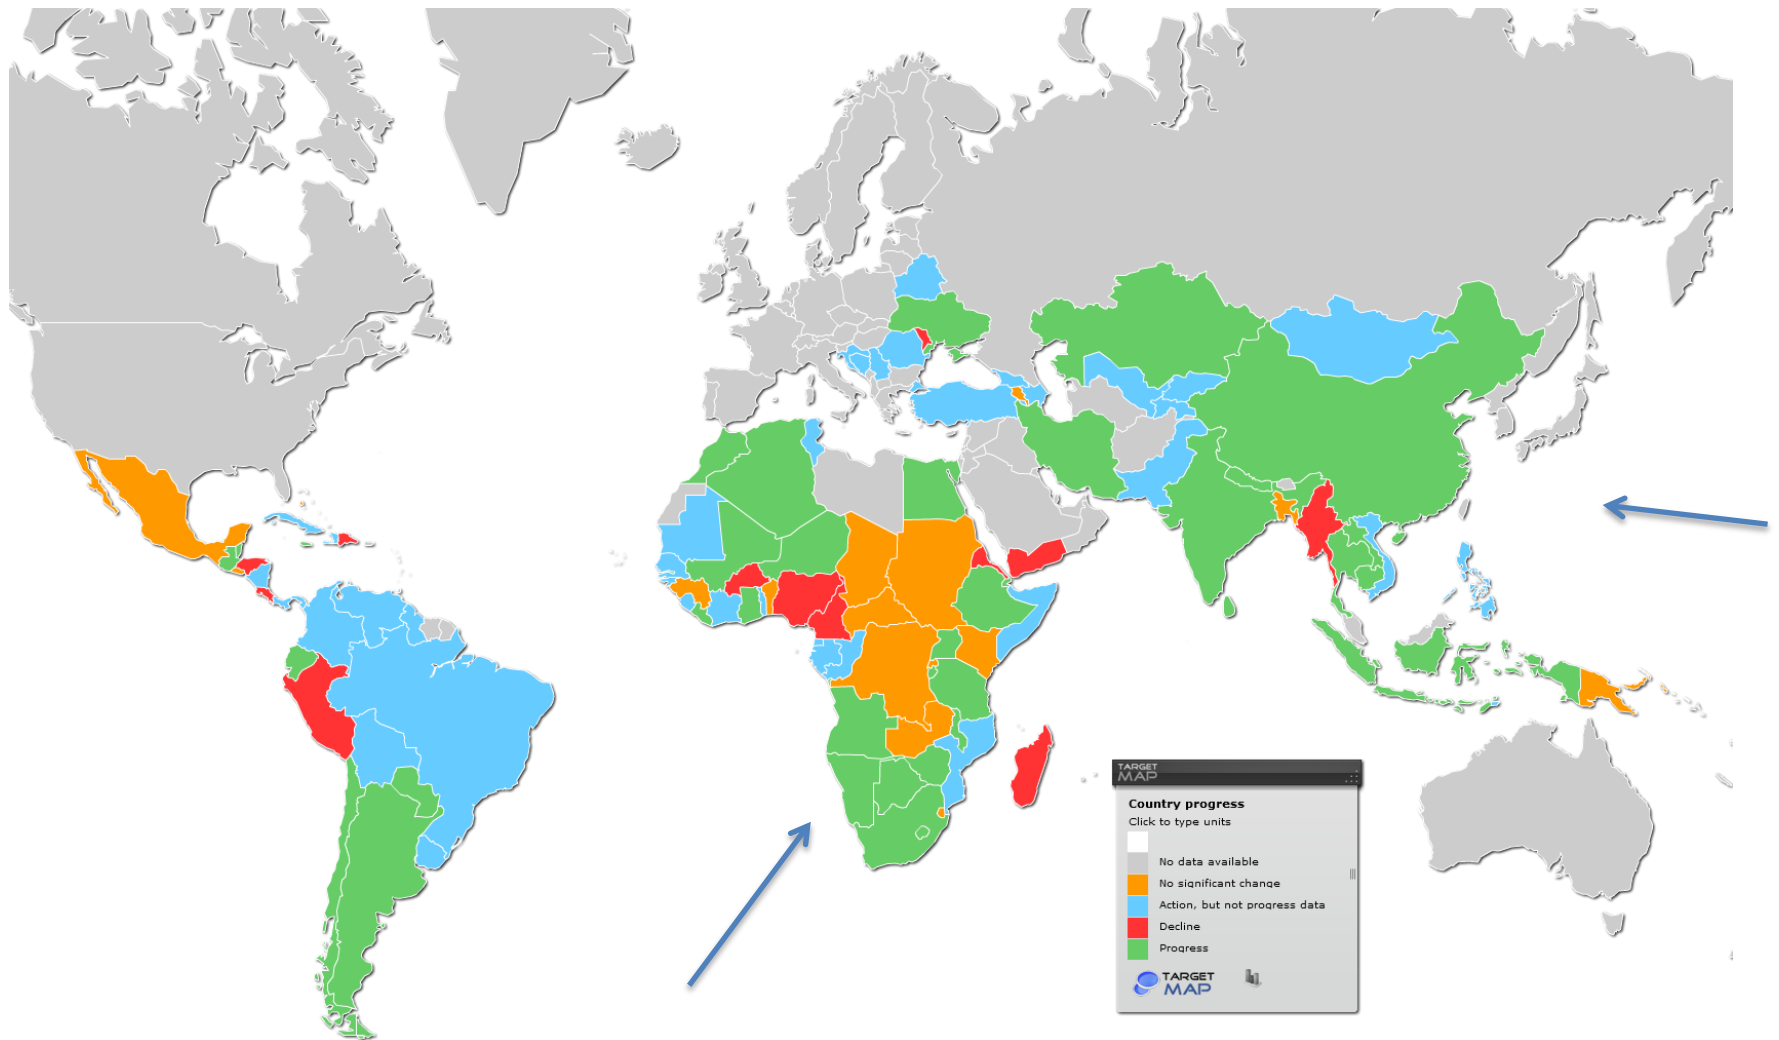 TARGET
MAP
Country progress
Click to type units
No data available
No significant change
Action, but not progress data
Decline
Progress
TARGET
MAP